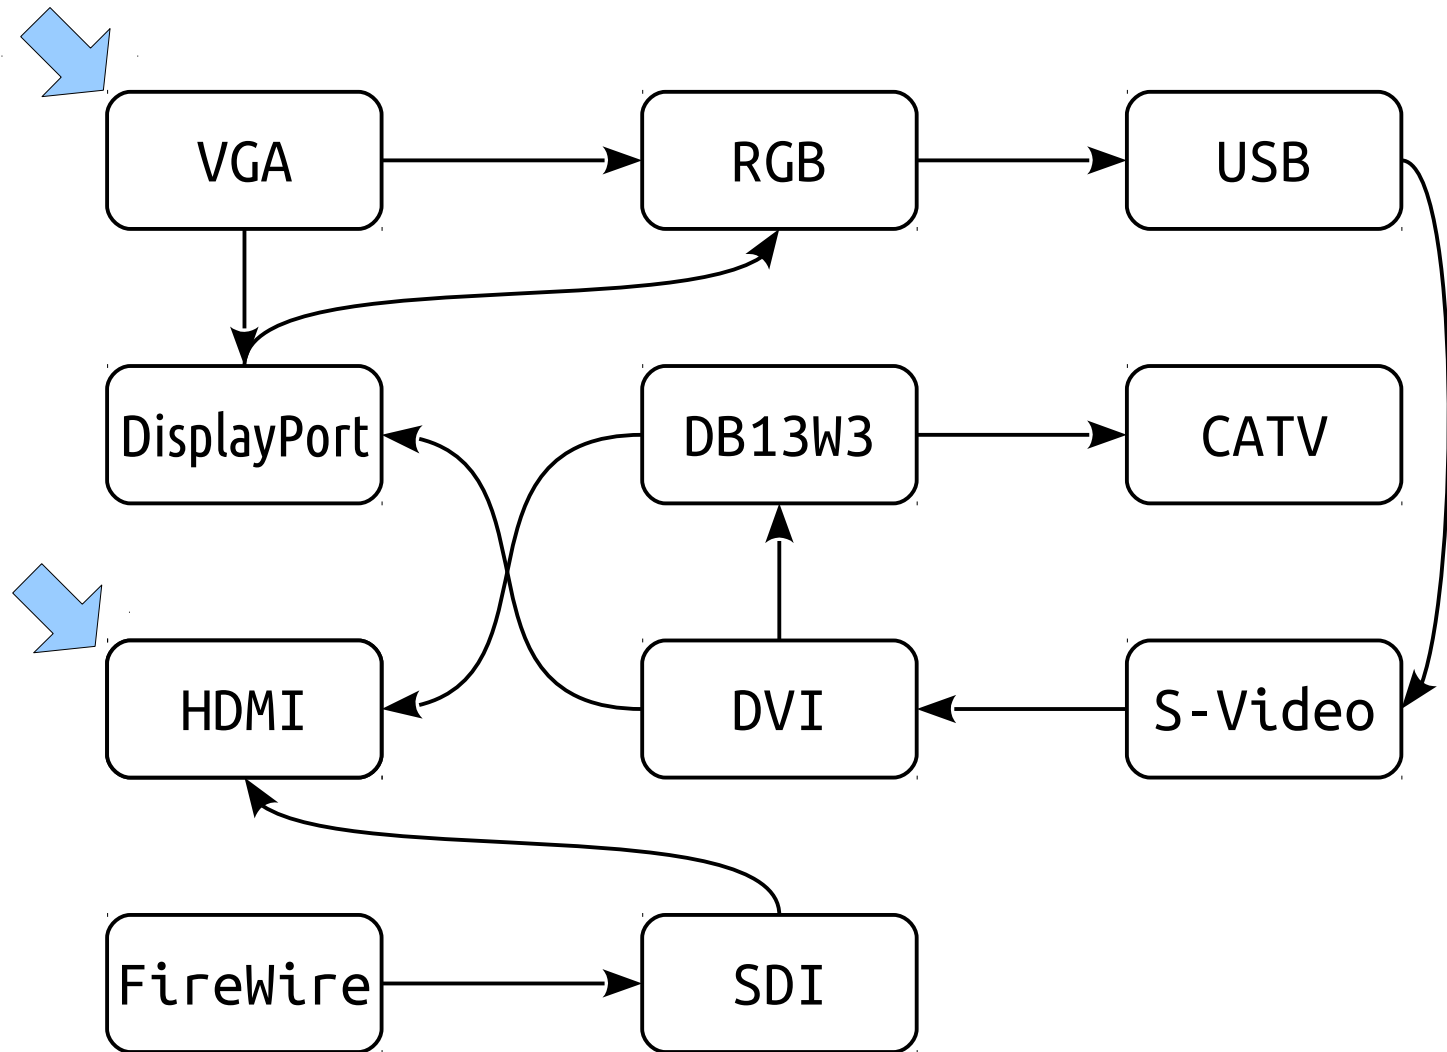 VGA
RGB
USB
DisplayPort
DB13W3
CATV
HDMI
DVI
S-Video
FireWire
SDI